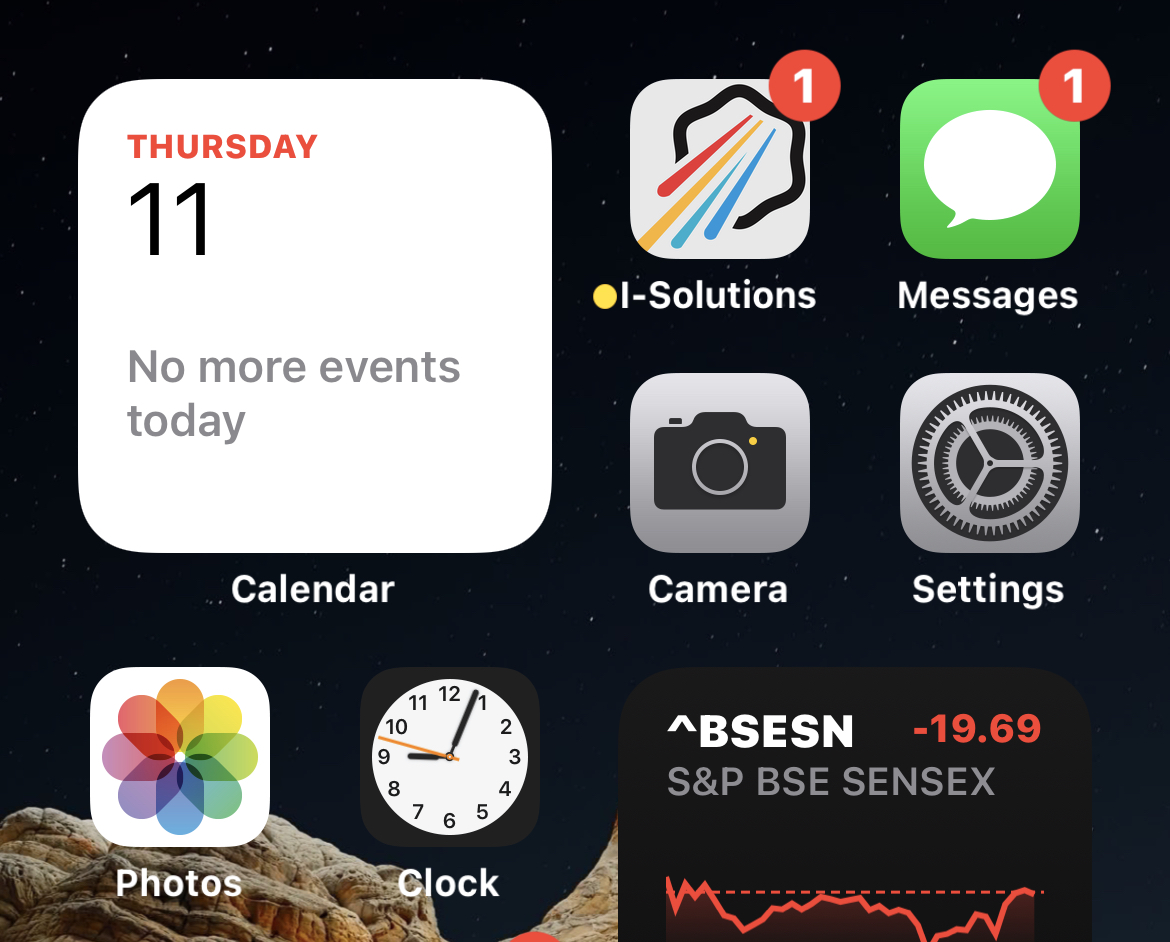 THURSDAY
11
No more events
today
Calendar
1
I-Solutions
1
Messages
Camera
Settings
Photos
12
1
2
3
4
5
6
7
8
9
10
11
Clock
^BSESN -19.69
S&P BSE SENSEX